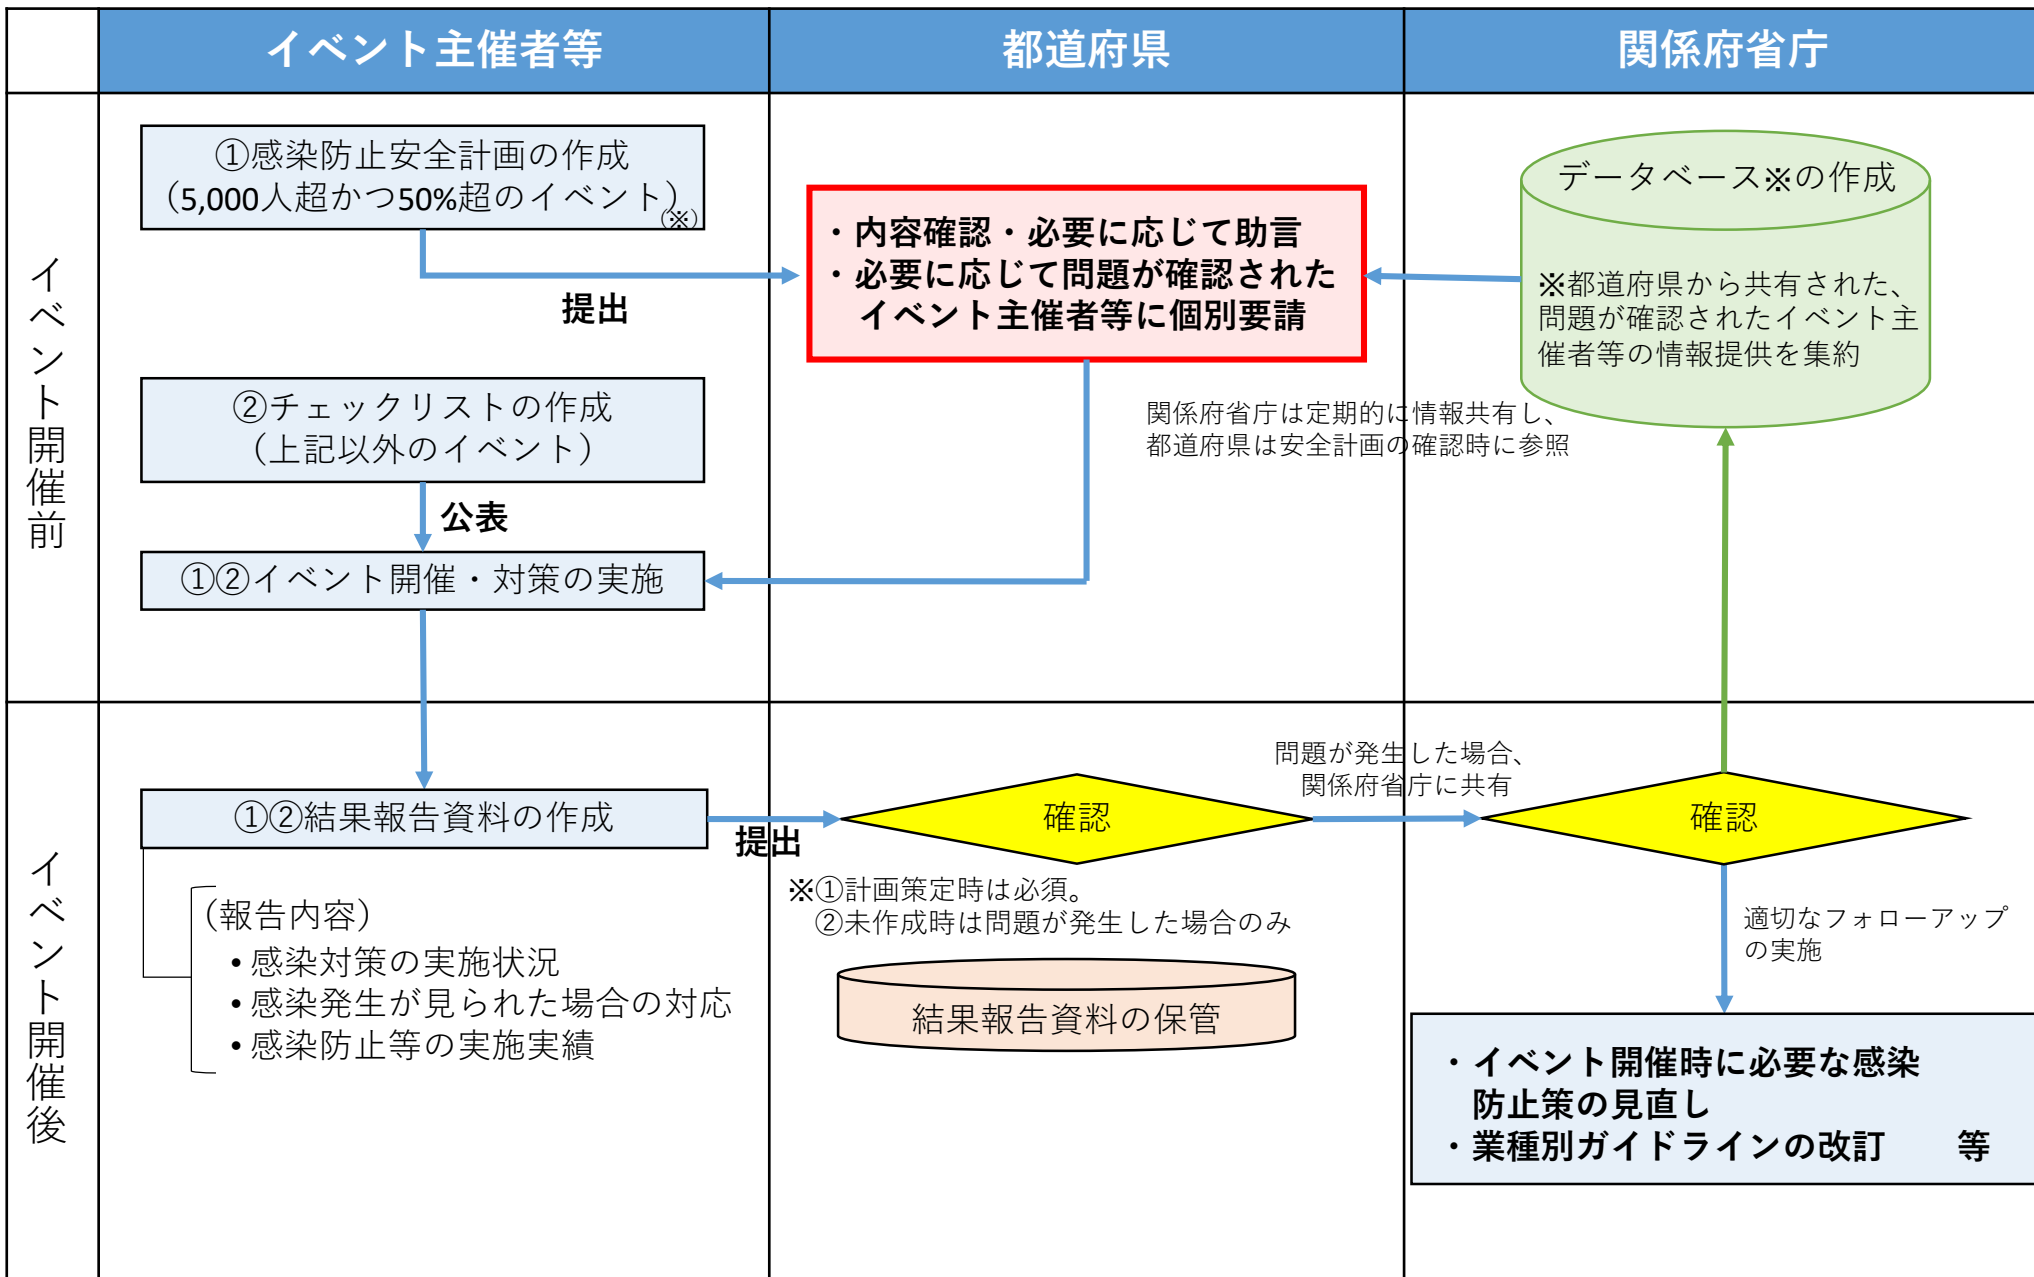 イベント主催者等
都道府県
関係府省庁
イベント開催前
①感染防止安全計画の作成
（5,000人超かつ50%超のイベント）
（※）
提出
・内容確認・必要に応じて助言
・必要に応じて問題が確認された
イベント主催者等に個別要請
データベース※の作成
※都道府県から共有された、
問題が確認されたイベント主
催者等の情報提供を集約
関係府省庁は定期的に情報共有し、
都道府県は安全計画の確認時に参照
②チェックリストの作成
（上記以外のイベント）
公表
①②イベント開催・対策の実施
イベント開催後
①②結果報告資料の作成
提出
確認
問題が発生した場合、
関係府省庁に共有
確認
※①計画策定時は必須。
②未作成時は問題が発生した場合のみ
結果報告資料の保管
（報告内容）
• 感染対策の実施状況
• 感染発生が見られた場合の対応
• 感染防止等の実施実績
適切なフォローアップ
の実施
・イベント開催時に必要な感染
防止策の見直し
・業種別ガイドラインの改訂 等